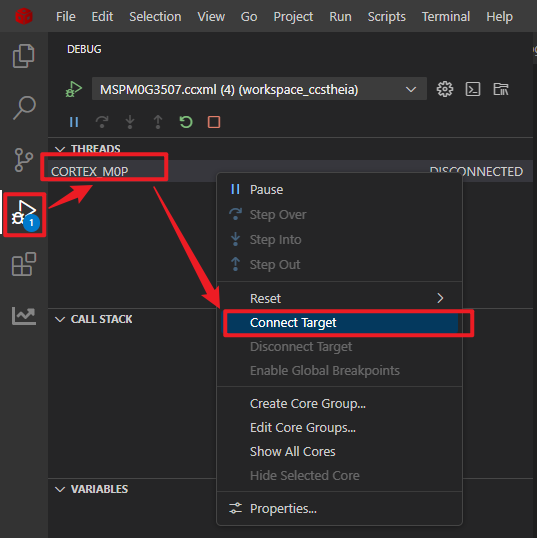 File Edit Selection View Go Project Run Scripts Terminal Help
DEBUG
MSPM0G3507.ccxml (4) (workspace_ccstheia)
THREADS
CORTEX_M0P DISCONNECTED
1
Pause
Step Over
Step Into
Step Out
Reset
CALL STACK
Connect Target
Disconnect Target
Enable Global Breakpoints
Create Core Group...
Edit Core Groups...
Show All Cores
Hide Selected Core
VARIABLES
Properties...